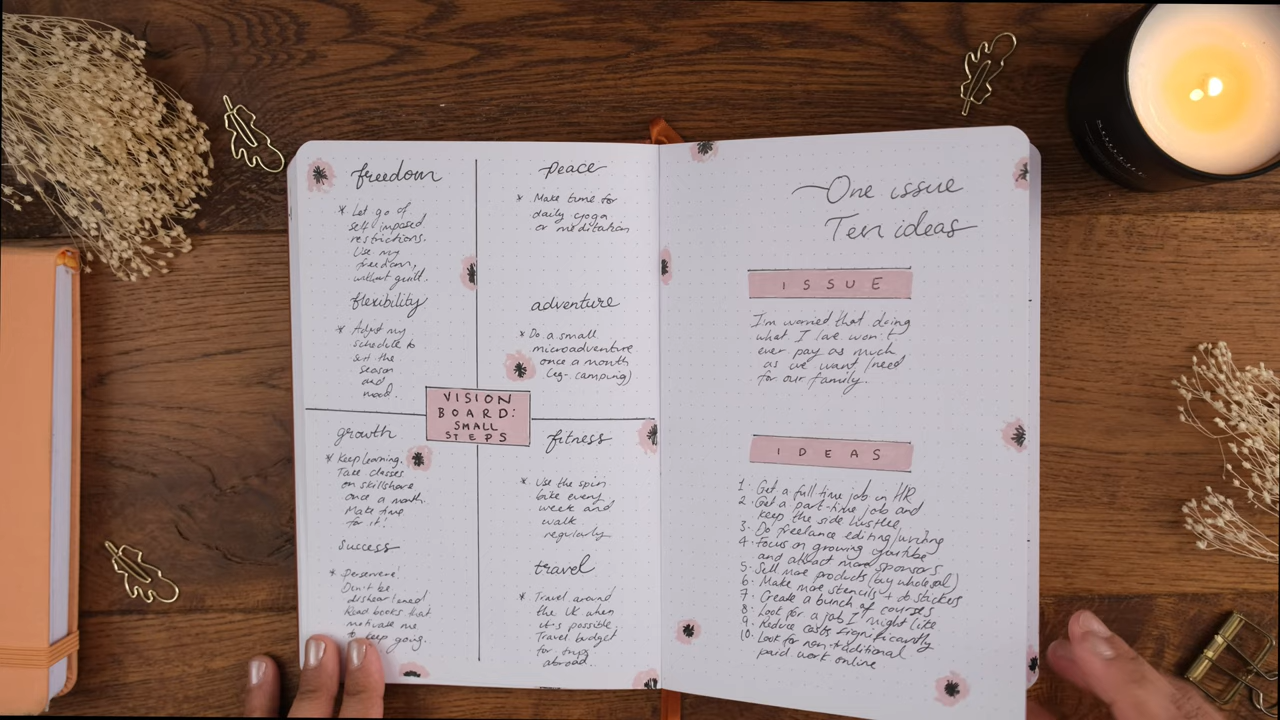 freedom
* Let go of
self imposed
restrictions.
Use my
freedom,
without guilt.
flexibility
* Adjust my
schedule to
suit the
season
and
mood.
peace
* Make time for
daily yoga
or meditation
adventure
* Do a small
microadventure
once a month
(eg. camping)
VISION
BOARD:
SMALL
STEPS
growth
* Keep learning.
Take classes
on skillshare
once a month.
Make time
for it!
success
* Persevere!
Don't be
disheartened
Read books that
motivate me
to keep going.
fitness
* Use the spin
bike every
week and
walk
regularly.
travel
* Travel around
the UK when
it's possible.
Travel budget
for trips
abroad.
One issue
Ten ideas
ISSUE
I'm worried that doing
what I love won't
ever pay as much
as we want/need
for our family.
IDEAS
1. Get a full time job in HR
2. Get a part-time job and
keep the side hustle.
3. Do freelance editing/writing
4. Focus on growing youtube
and attract more sponsors
5. Sell more products (buy wholesale)
6. Make more stencils + do stickers
7. Create a bunch of courses
8. Look for a job I might like
9. Reduce costs significantly
10. Look for non-traditional
paid work online